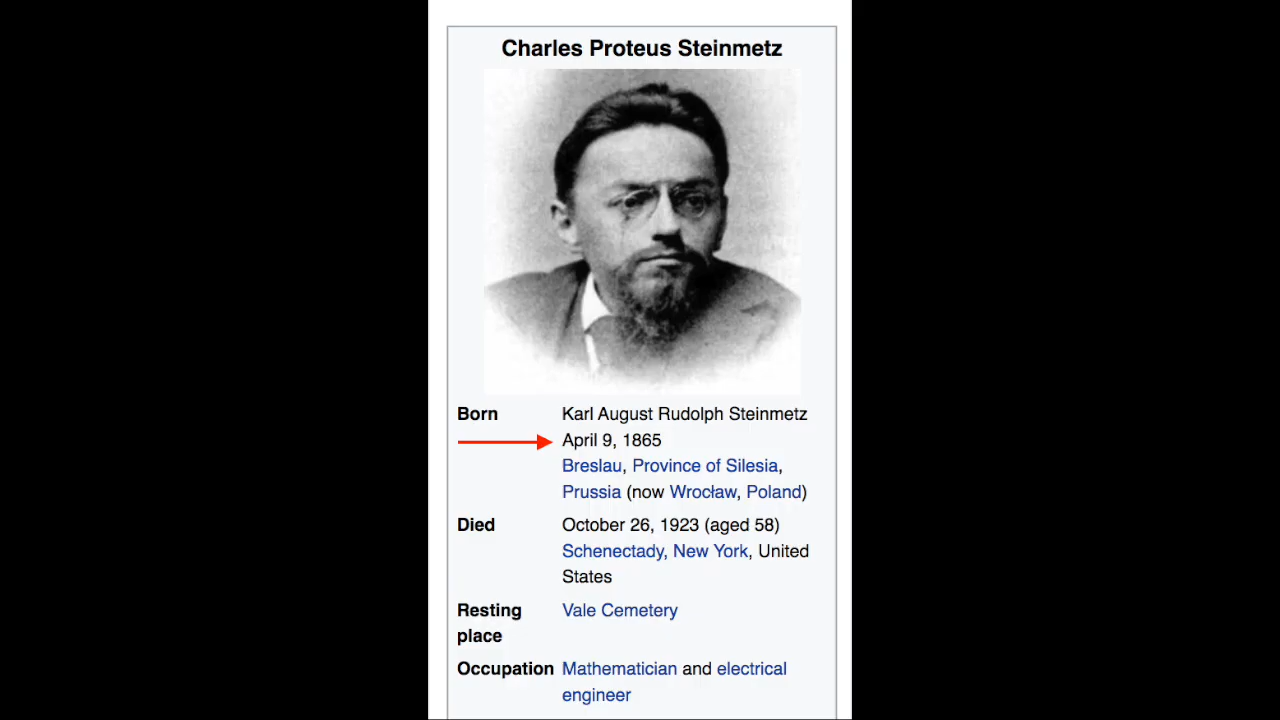 Charles Proteus Steinmetz
Born Karl August Rudolph Steinmetz
April 9, 1865
Breslau, Province of Silesia,
Prussia (now Wrocław, Poland)
Died October 26, 1923 (aged 58)
Schenectady, New York, United
States
Resting place Vale Cemetery
Occupation Mathematician and electrical
engineer